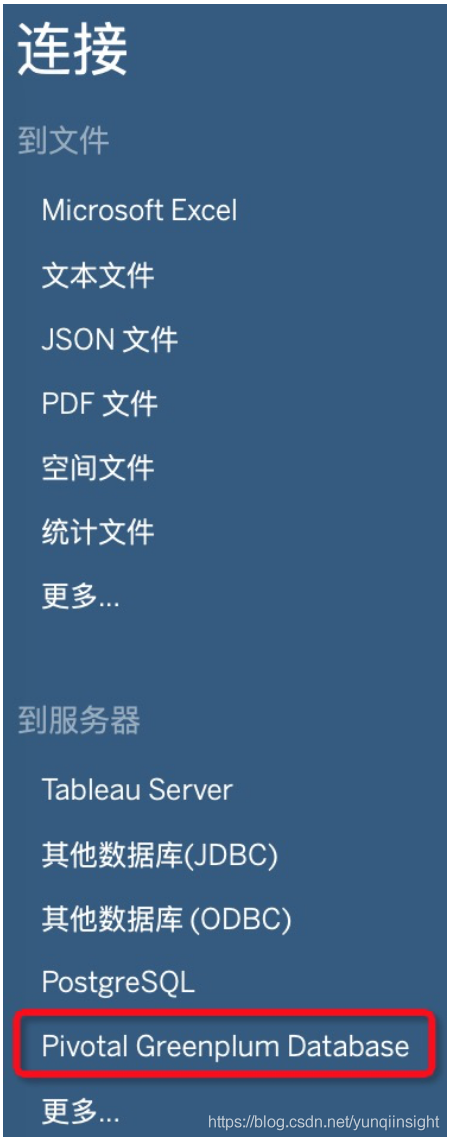 连接
到文件
Microsoft Excel
文本文件
JSON 文件
PDF 文件
空间文件
统计文件
更多...
到服务器
Tableau Server
其他数据库(JDBC)
其他数据库 (ODBC)
PostgreSQL
Pivotal Greenplum Database
更多...
https://blog.csdn.net/yunqiinsight